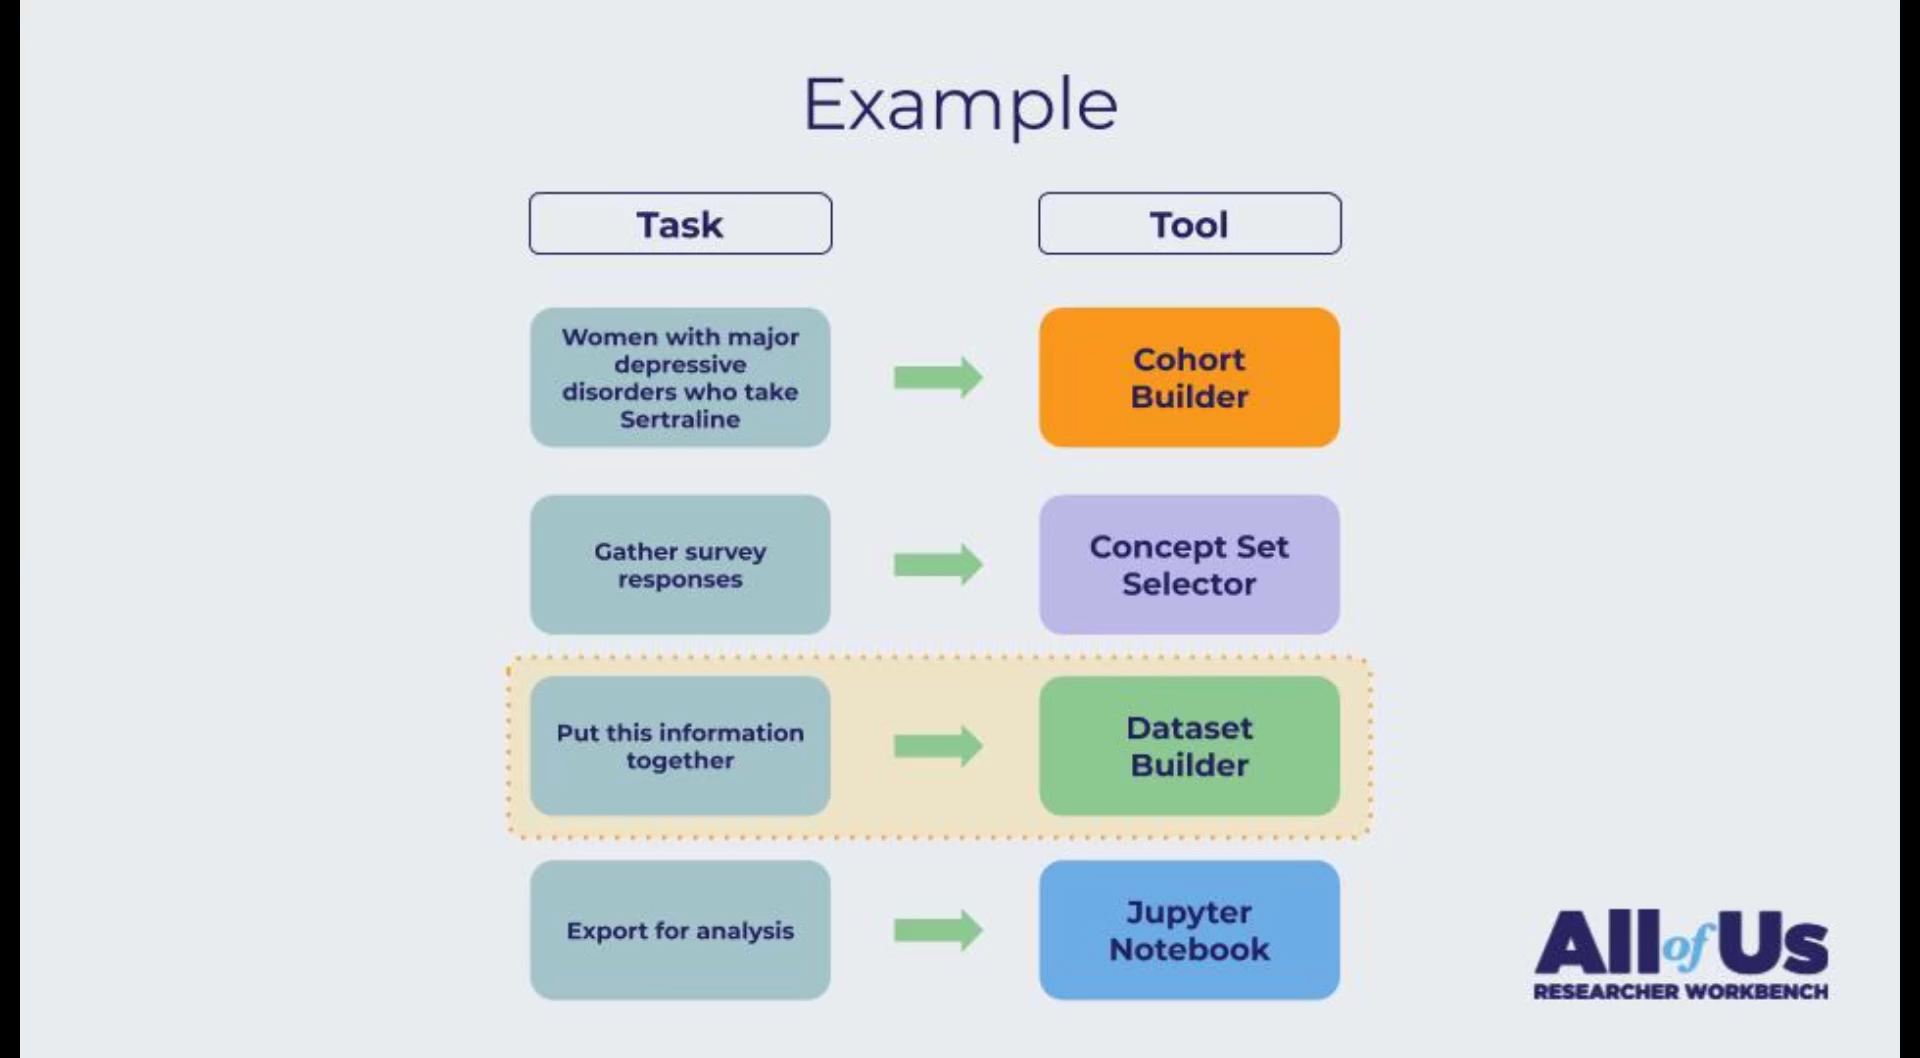 Example
Task
Tool
Women with major
depressive
disorders who take
Sertraline
Cohort
Builder
Gather survey
responses
Concept Set
Selector
Put this information
together
Dataset
Builder
Export for analysis
Jupyter
Notebook
All of Us
RESEARCHER WORKBENCH